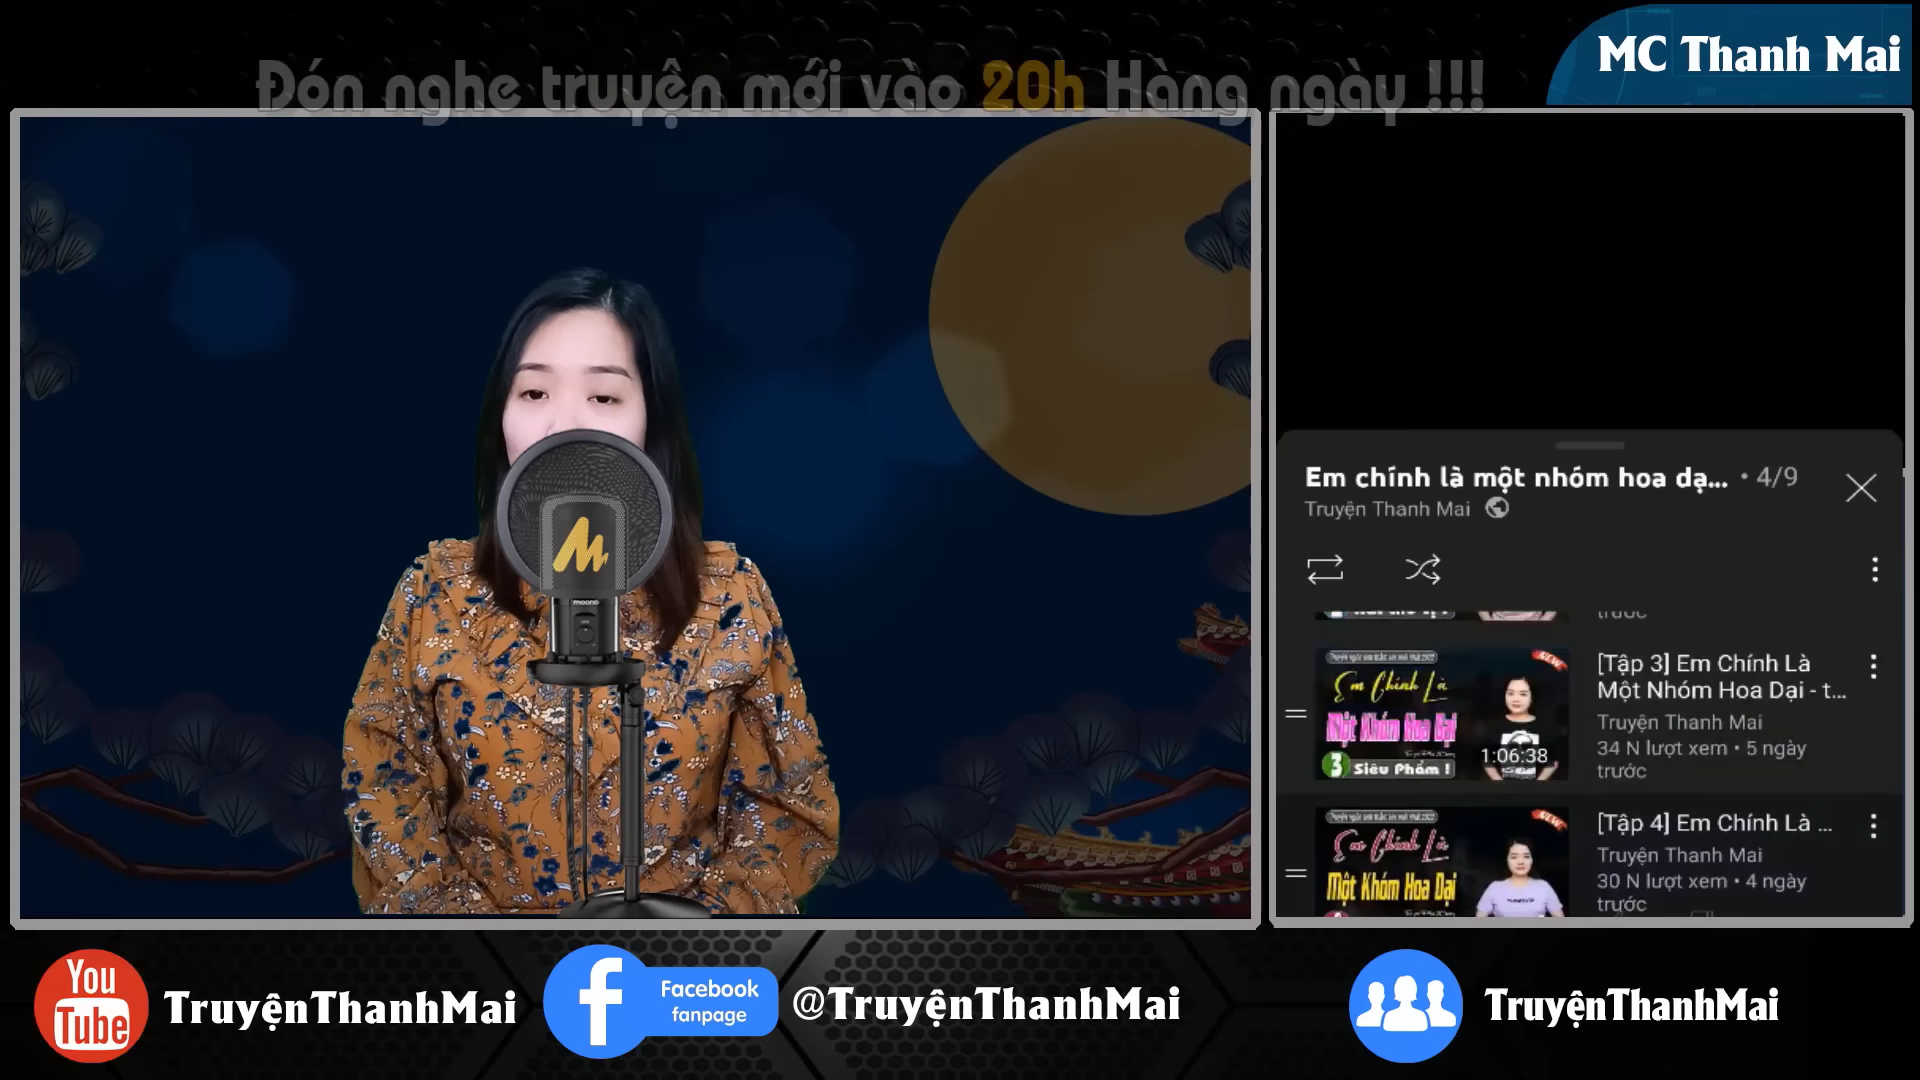 MC Thanh Mai
Đón nghe truyện mới vào 20h Hàng ngày !!!
Em chính là một nhóm hoa dạ... • 4/9
Truyện Thanh Mai
trước
[Tập 3] Em Chính Là
Một Nhóm Hoa Dại - t...
Truyện Thanh Mai
34 N lượt xem • 5 ngày
trước
Em Chính Là
Một Khóm Hoa Dại
3 Siêu Phẩm !
NEW
1:06:38
[Tập 4] Em Chính Là ...
Truyện Thanh Mai
30 N lượt xem • 4 ngày
trước
Em Chính Là
Một Khóm Hoa Dại
NEW
maono
You
Tube
TruyệnThanhMai
Facebook
fanpage
@TruyệnThanhMai
TruyệnThanhMai